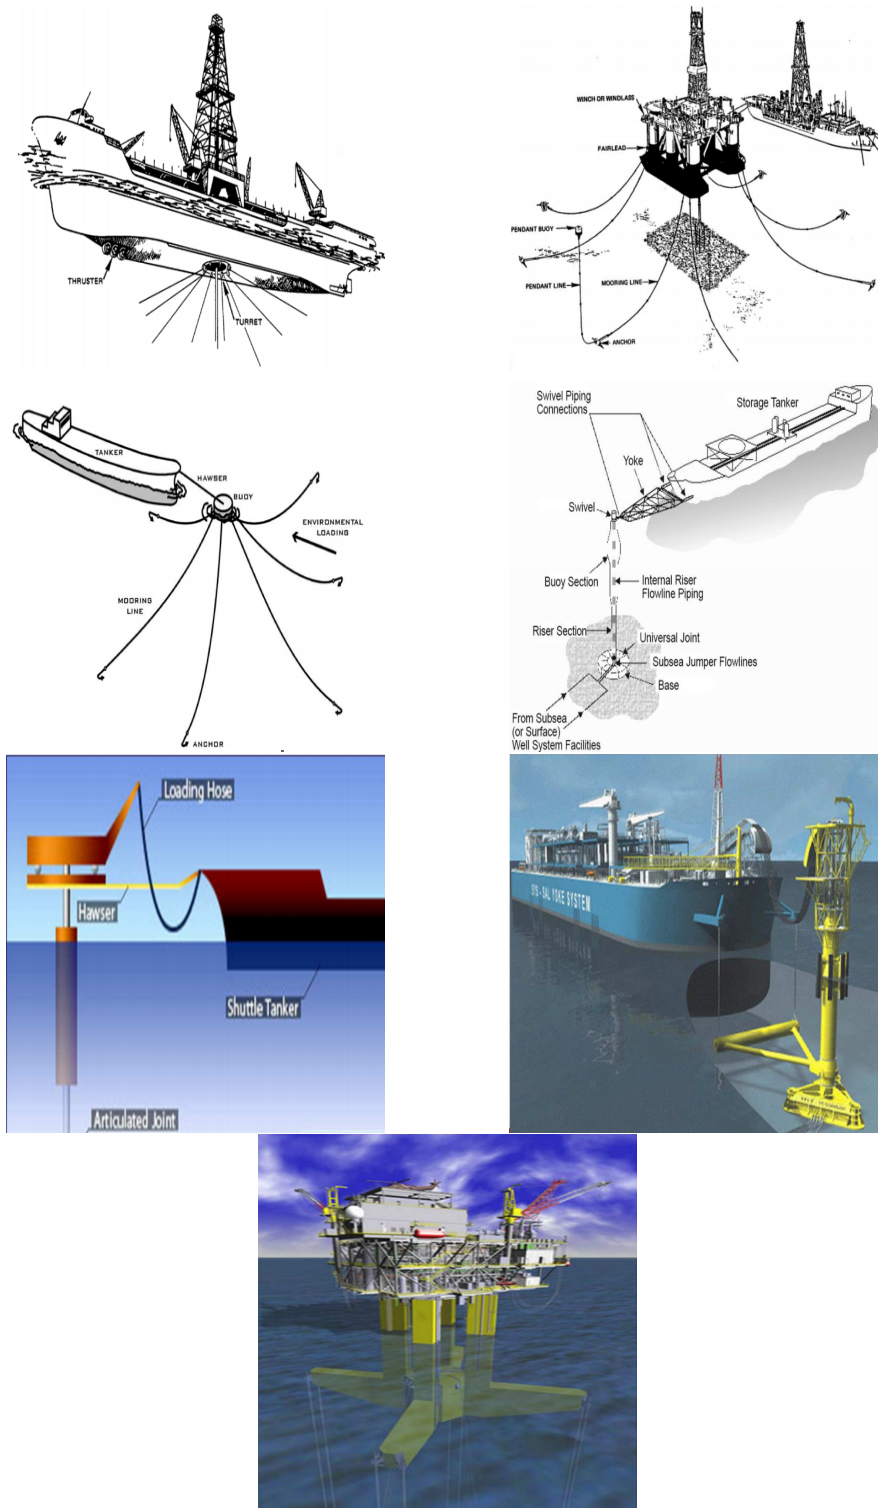 THRUSTER
TURRET
WINCH OR WINDLASS
FAIRLEAD
PENDANT BUOY
PENDANT LINE
MOORING LINE
ANCHOR
TANKER
HAWSER
BUOY
ENVIRONMENTAL
LOADING
MOORING
LINE
ANCHOR
Swivel Piping
Connections
Storage Tanker
Yoke
Swivel
Buoy Section
Internal Riser
Flowline Piping
Riser Section
Universal Joint
Subsea Jumper Flowlines
Base
From Subsea
(or Surface)
Well System Facilities
Loading Hose
Hawser
Shuttle Tanker
Articulated Joint
SAL YOKE SYSTEM